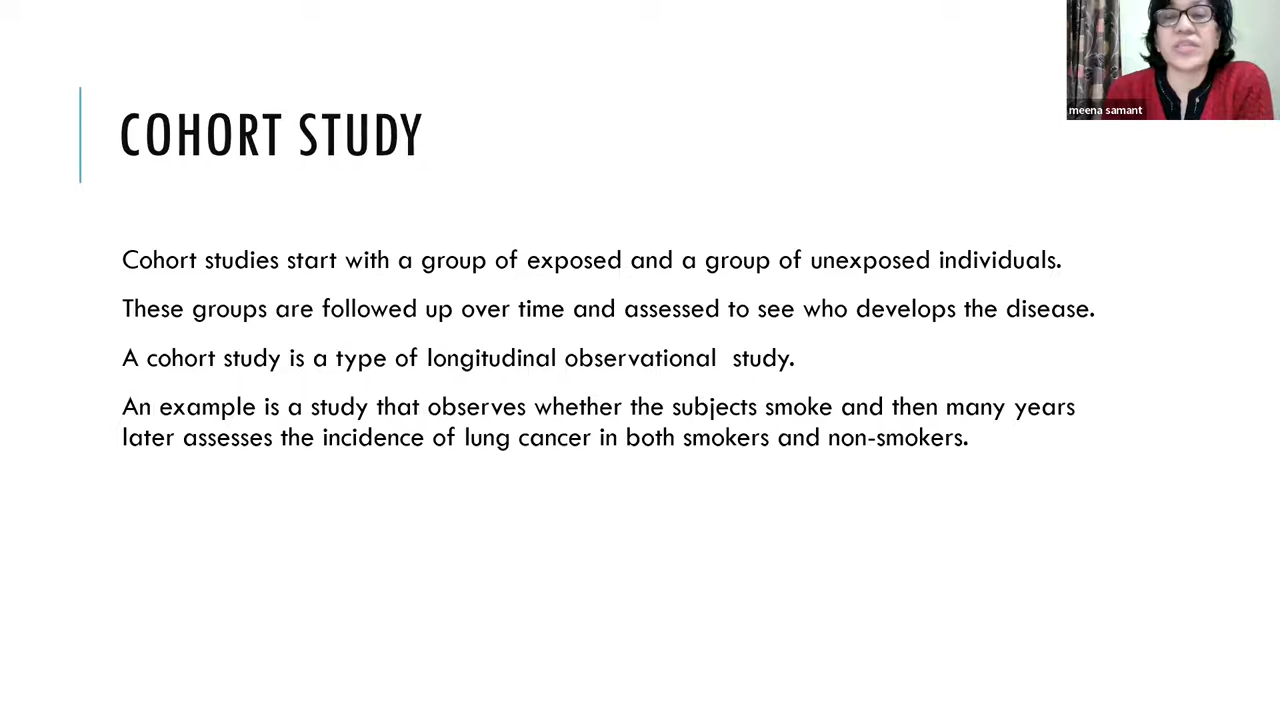 meena samant
COHORT STUDY
Cohort studies start with a group of exposed and a group of unexposed individuals.
These groups are followed up over time and assessed to see who develops the disease.
A cohort study is a type of longitudinal observational  study.
An example is a study that observes whether the subjects smoke and then many years
later assesses the incidence of lung cancer in both smokers and non-smokers.